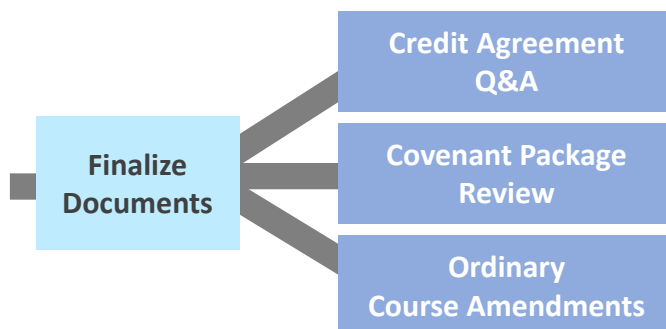 Finalize
Documents
Credit Agreement
Q&A
Covenant Package
Review
Ordinary
Course Amendments